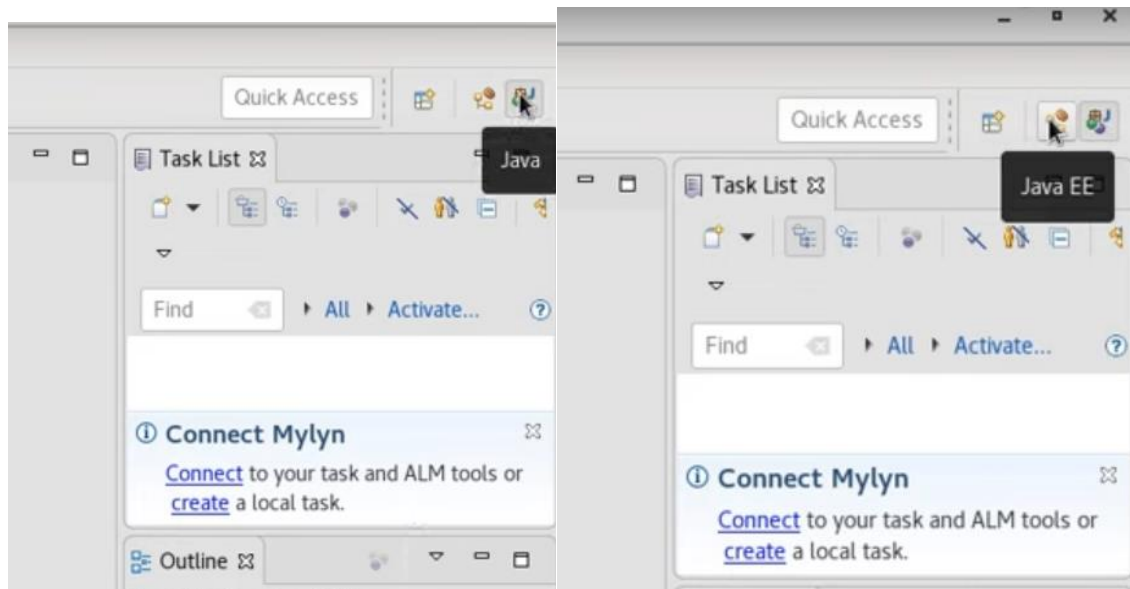 Quick Access
Task List
Java
Find
All
Activate...
Connect Mylyn
Connect to your task and ALM tools or
create a local task.
Outline
Quick Access
Task List
Java EE
Find
All
Activate...
Connect Mylyn
Connect to your task and ALM tools or
create a local task.